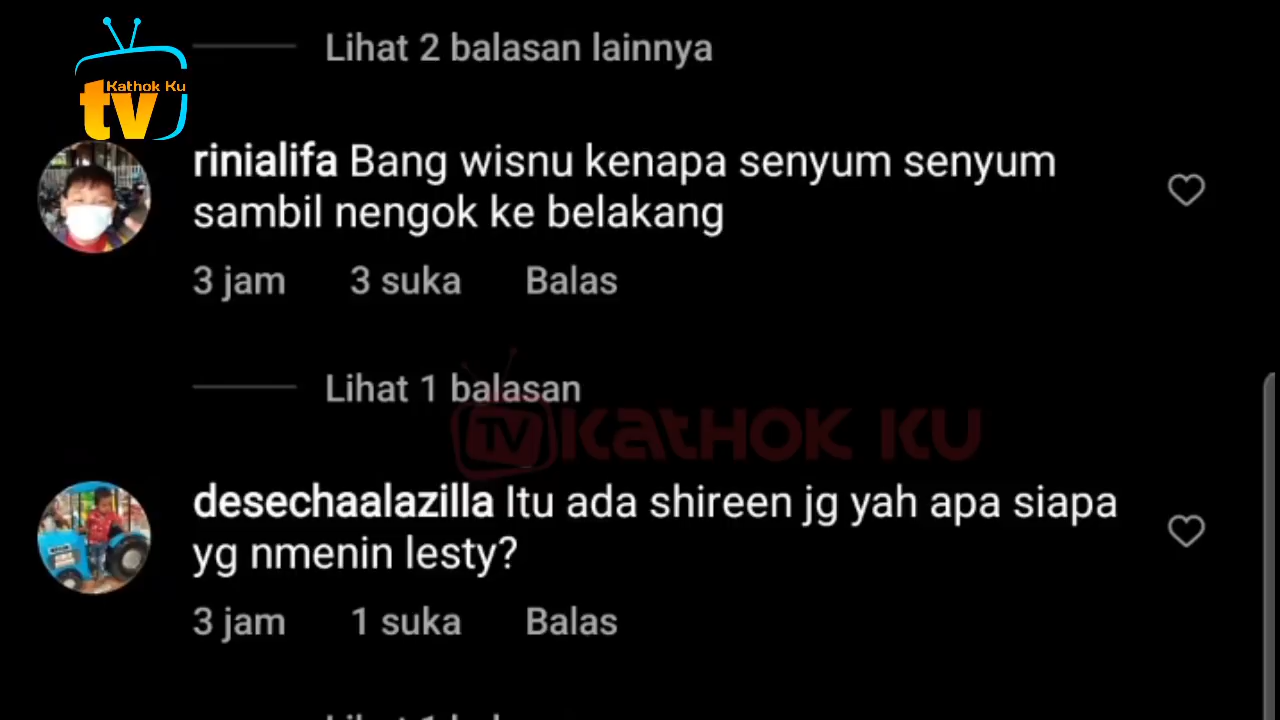 Lihat 2 balasan lainnya
Kathok Ku
tv
rinialifa Bang wisnu kenapa senyum senyum
sambil nengok ke belakang
3 jam 3 suka Balas
Lihat 1 balasan
TV KATHOK KU
desechaalazilla Itu ada shireen jg yah apa siapa
yg nmenin lesty?
3 jam 1 suka Balas